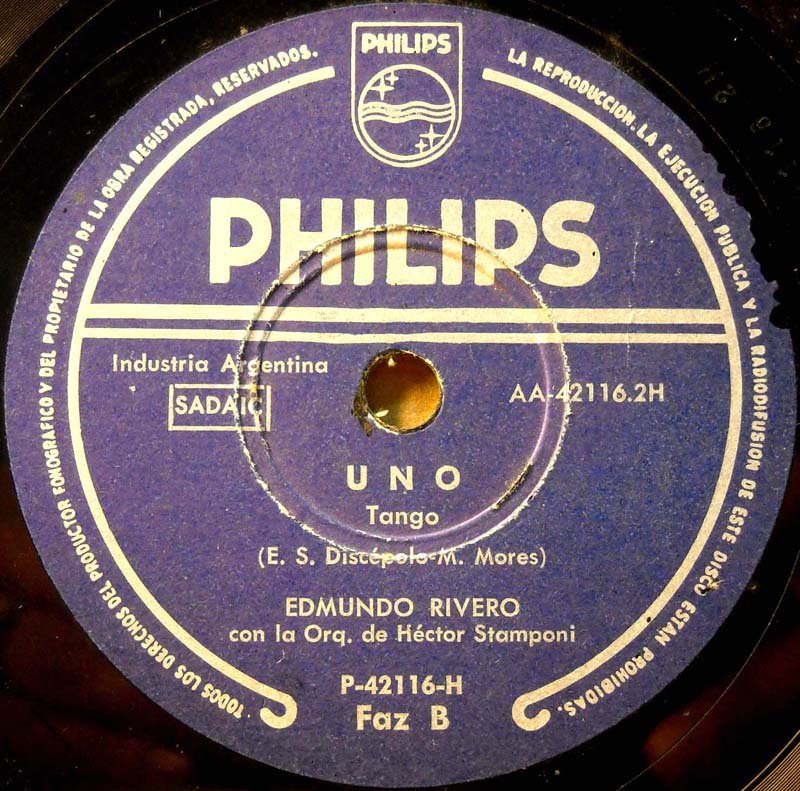 PHILIPS
TODOS LOS DERECHOS DEL PRODUCTOR FONOGRAFICO Y DEL PROPIETARIO DE LA OBRA REGISTRADA, RESERVADOS.
LA REPRODUCCION. LA EJECUCION PUBLICA Y LA RADIODIFUSION DE ESTE DISCO ESTAN PROHIBIDAS.
PHILIPS
Industria Argentina
SADAIC
AA-42116.2H
UNO
Tango
(E. S. Discépolo-M. Mores)
EDMUNDO RIVERO
con la Orq. de Héctor Stamponi
P-42116-H
Faz B